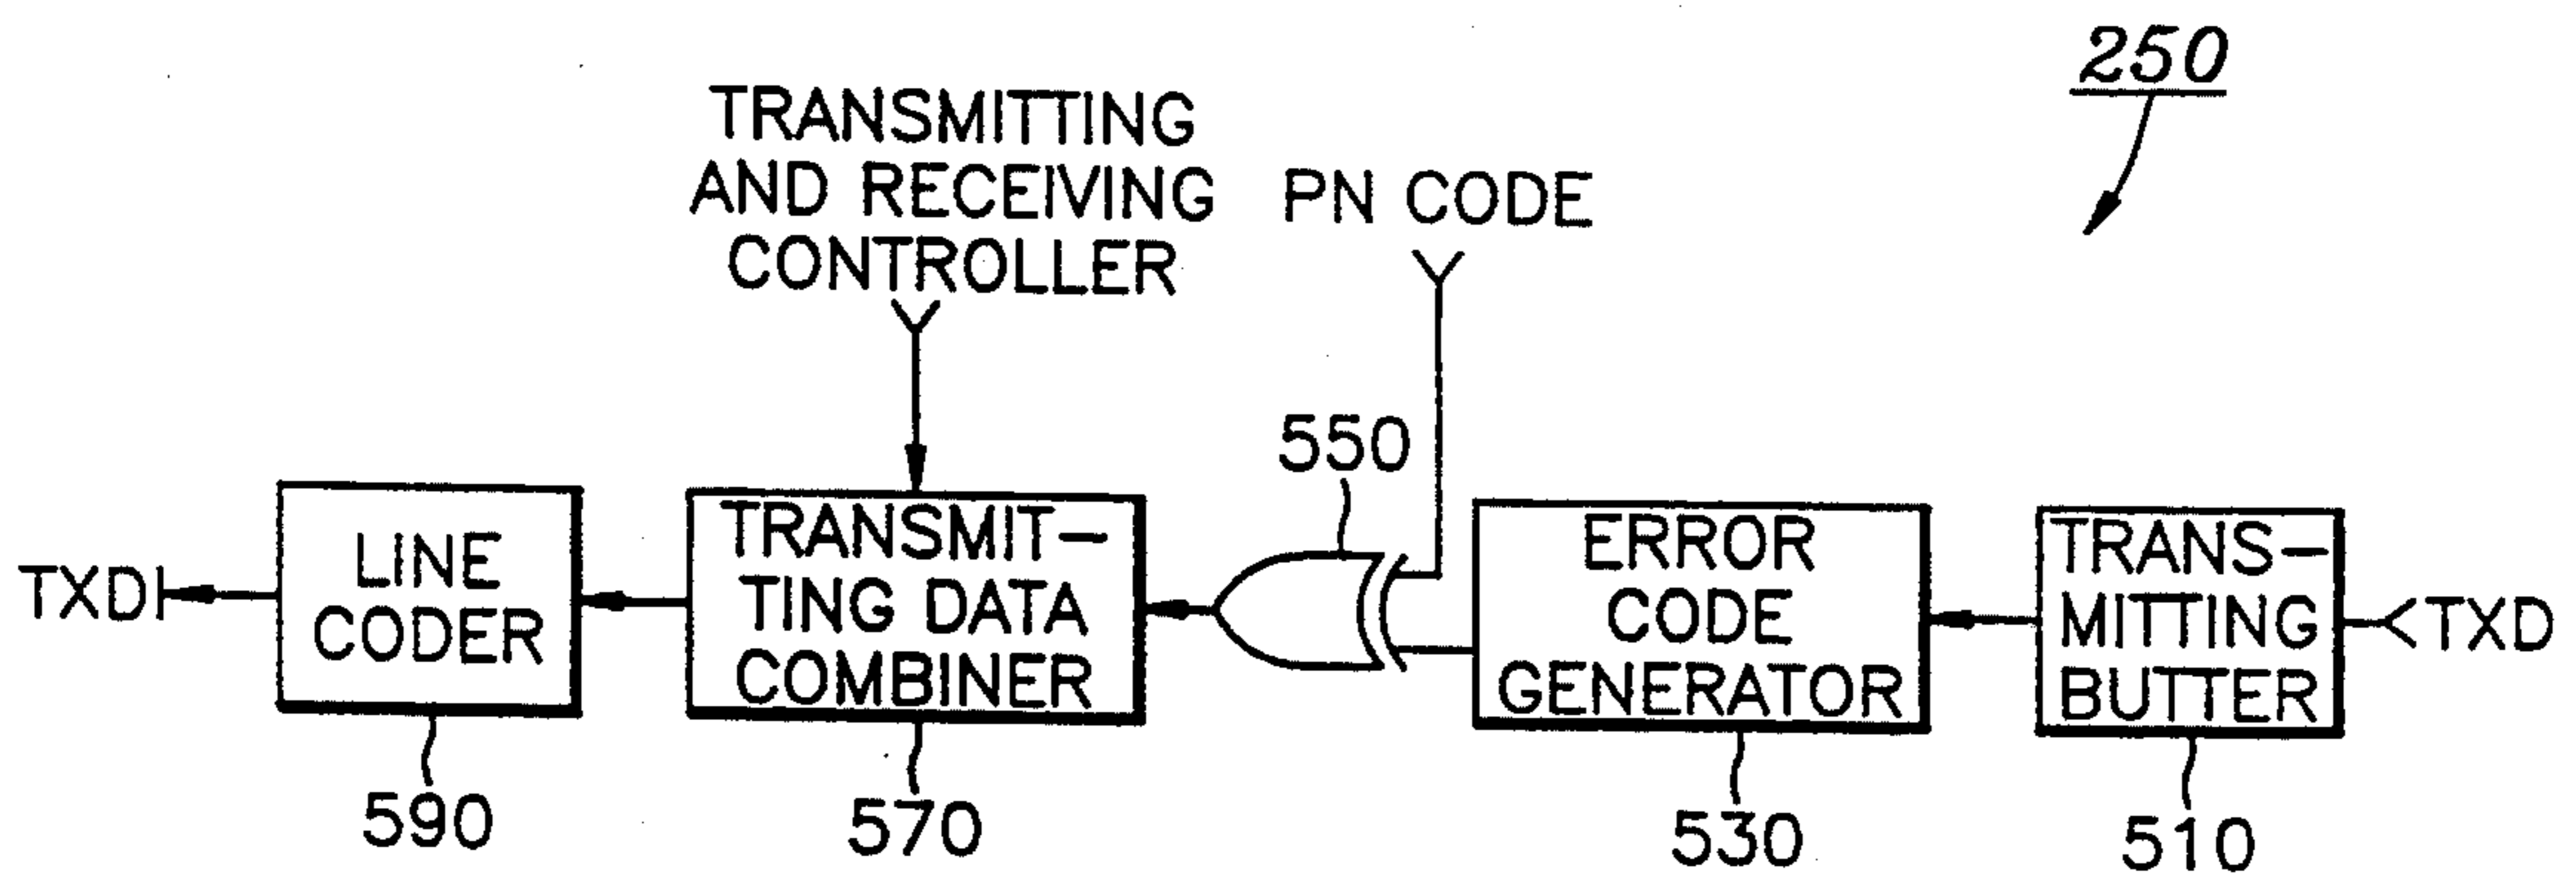 250
TRANSMITTING
AND RECEIVING
CONTROLLER
PN CODE
550
TXD
LINE
CODER
TRANSMIT-
TING DATA
COMBINER
ERROR
CODE
GENERATOR
TRANS-
MITTING
BUTTER
TXD
590
570
530
510